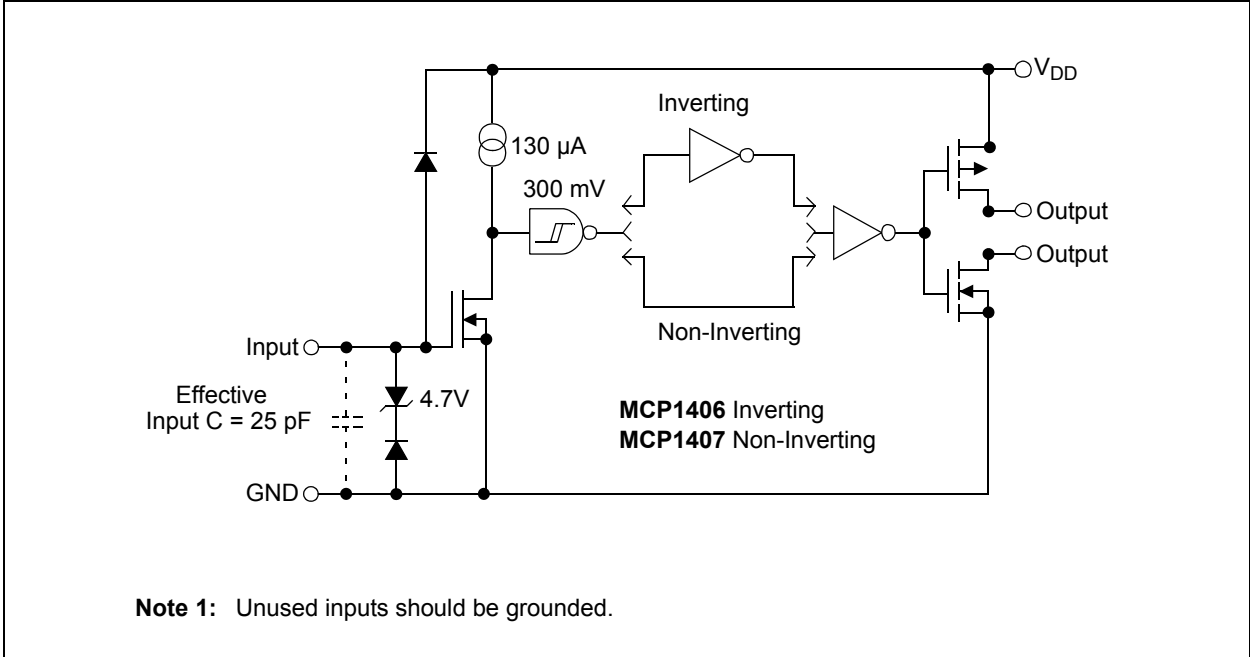 V_DD
Inverting
130 µA
300 mV
Output
Output
Non-Inverting
Input
Effective
Input C = 25 pF
4.7V
MCP1406 Inverting
MCP1407 Non-Inverting
GND
Note 1: Unused inputs should be grounded.